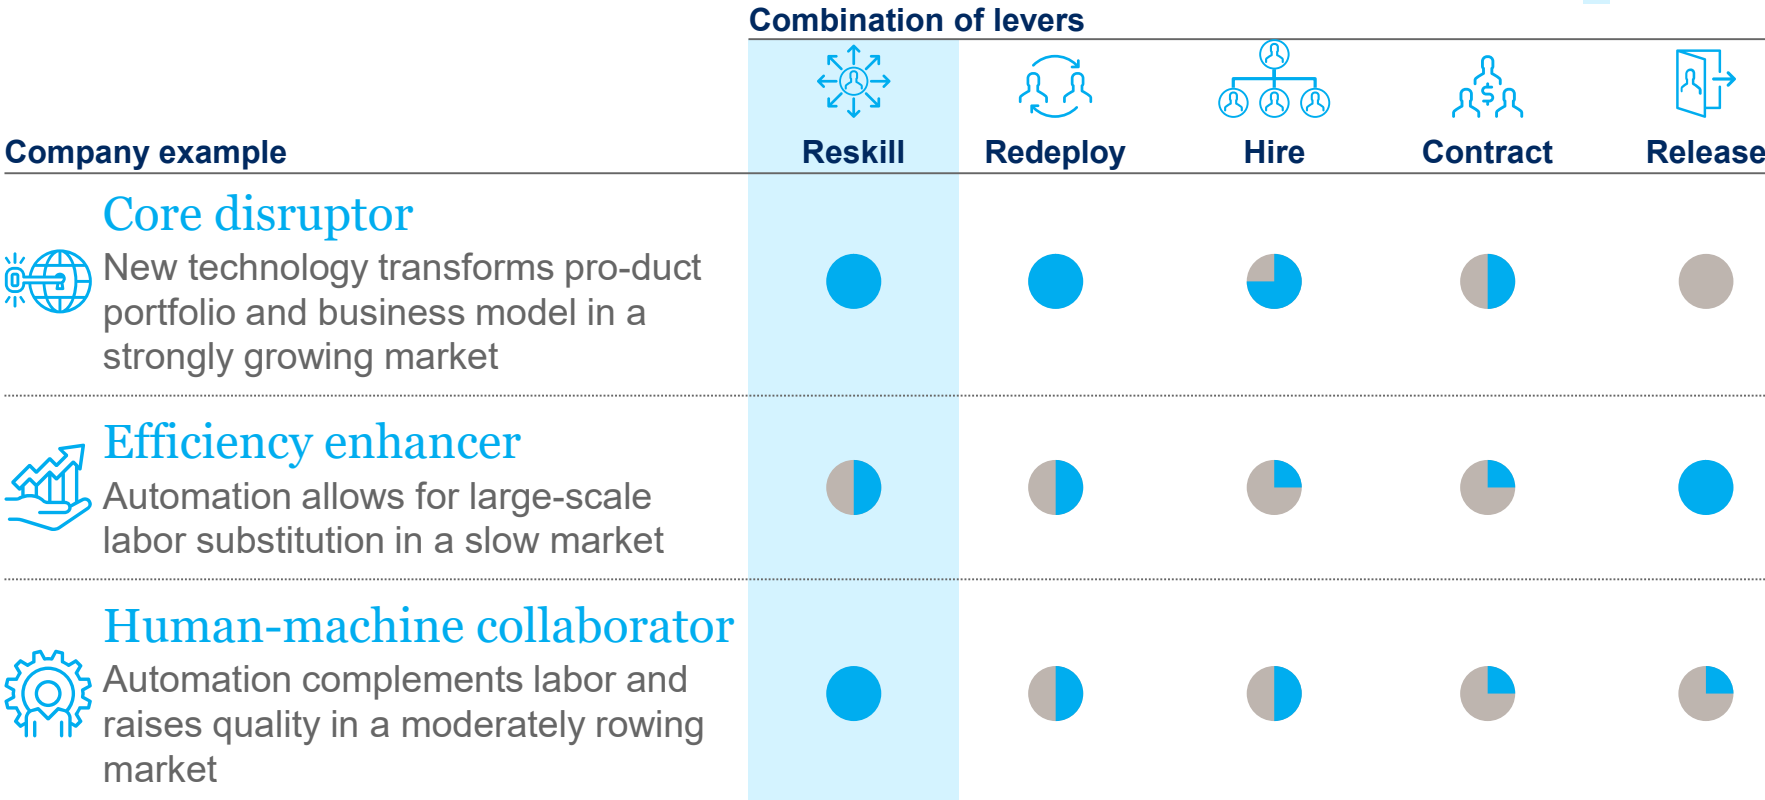 Combination of levers
$
Company example
Reskill
Redeploy
Hire
Contract
Release
Core disruptor
New technology transforms pro-duct
portfolio and business model in a
strongly growing market
Efficiency enhancer
Automation allows for large-scale
labor substitution in a slow market
Human-machine collaborator
Automation complements labor and
raises quality in a moderately rowing
market